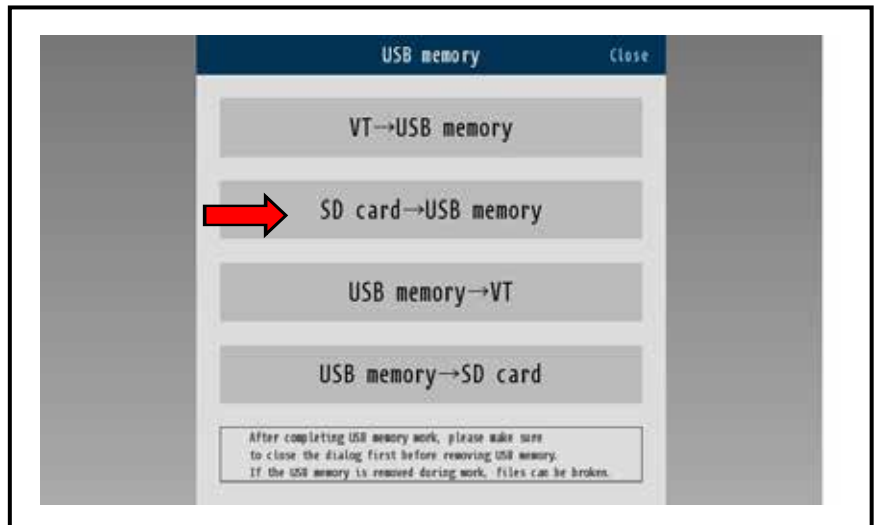 USB memory
Close
VT→USB memory
SD card→USB memory
USB memory→VT
USB memory→SD card
After completing USB memory work, please make sure
to close the dialog first before removing USB memory.
If the USB memory is removed during work, files can be broken.